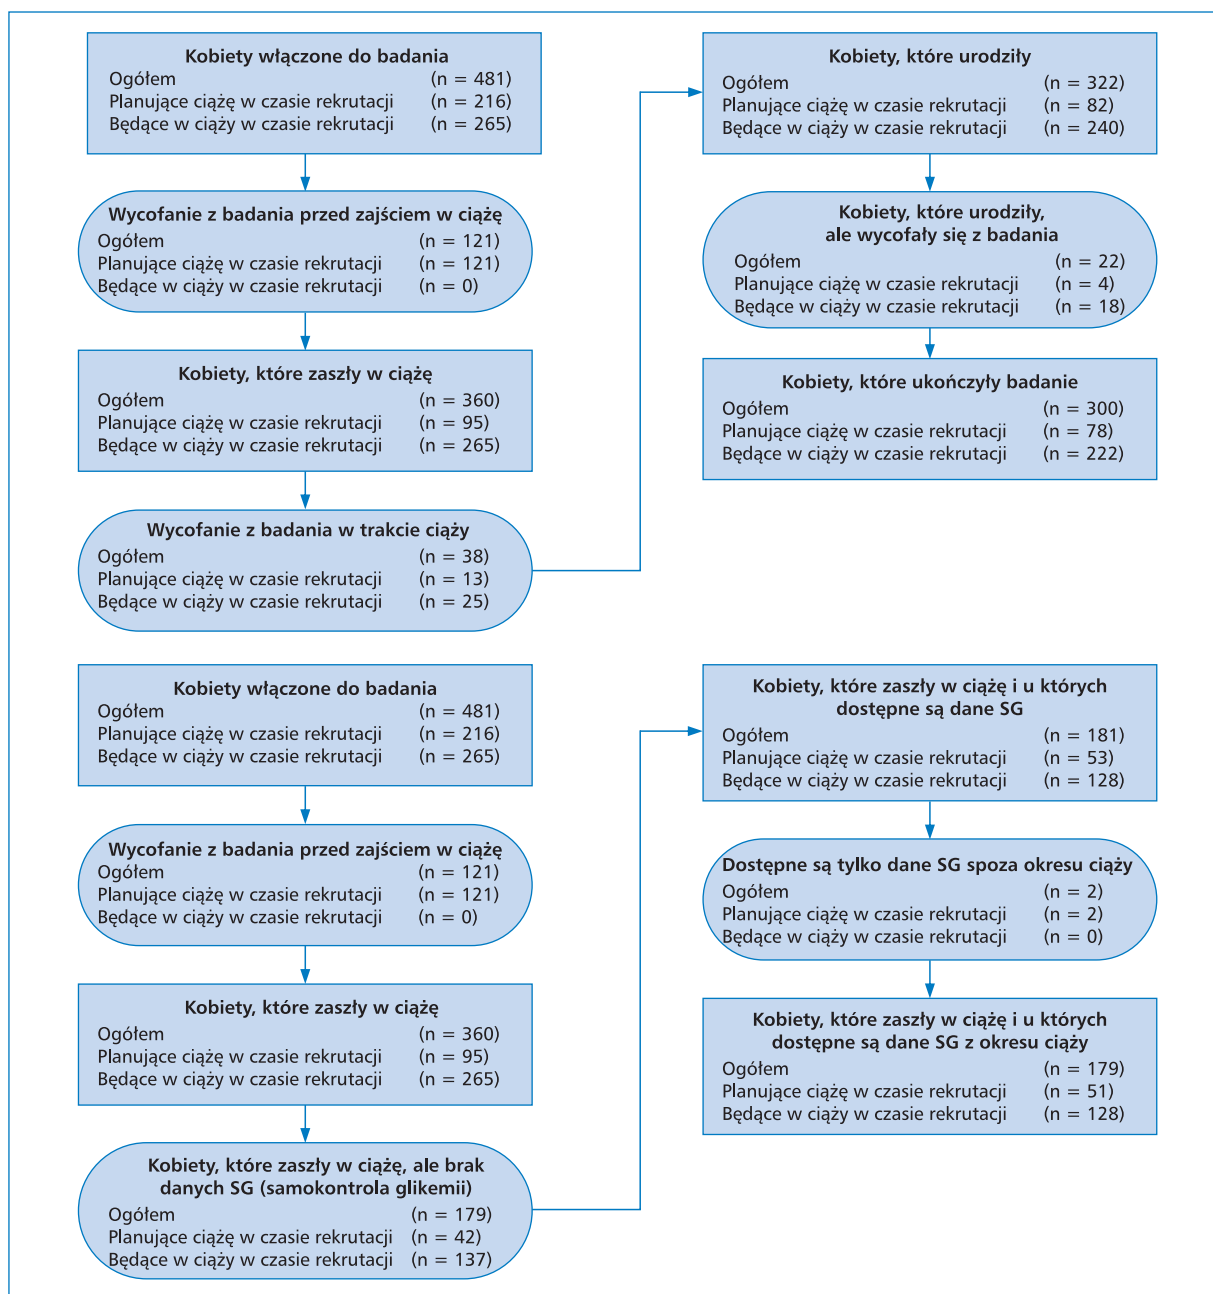 Kobiety włączone do badania
Ogółem (n = 481)
Planujące ciążę w czasie rekrutacji (n = 216)
Będące w ciąży w czasie rekrutacji (n = 265)
Wycofanie z badania przed zajściem w ciążę
Ogółem (n = 121)
Planujące ciążę w czasie rekrutacji (n = 121)
Będące w ciąży w czasie rekrutacji (n = 0)
Kobiety, które zaszły w ciążę
Ogółem (n = 360)
Planujące ciążę w czasie rekrutacji (n = 95)
Będące w ciąży w czasie rekrutacji (n = 265)
Wycofanie z badania w trakcie ciąży
Ogółem (n = 38)
Planujące ciążę w czasie rekrutacji (n = 13)
Będące w ciąży w czasie rekrutacji (n = 25)
Kobiety, które urodziły
Ogółem (n = 322)
Planujące ciążę w czasie rekrutacji (n = 82)
Będące w ciąży w czasie rekrutacji (n = 240)
Kobiety, które urodziły,
ale wycofały się z badania
Ogółem (n = 22)
Planujące ciążę w czasie rekrutacji (n = 4)
Będące w ciąży w czasie rekrutacji (n = 18)
Kobiety, które ukończyły badanie
Ogółem (n = 300)
Planujące ciążę w czasie rekrutacji (n = 78)
Będące w ciąży w czasie rekrutacji (n = 222)
Kobiety włączone do badania
Ogółem (n = 481)
Planujące ciążę w czasie rekrutacji (n = 216)
Będące w ciąży w czasie rekrutacji (n = 265)
Wycofanie z badania przed zajściem w ciążę
Ogółem (n = 121)
Planujące ciążę w czasie rekrutacji (n = 121)
Będące w ciąży w czasie rekrutacji (n = 0)
Kobiety, które zaszły w ciążę
Ogółem (n = 360)
Planujące ciążę w czasie rekrutacji (n = 95)
Będące w ciąży w czasie rekrutacji (n = 265)
Kobiety, które zaszły w ciążę, ale brak
danych SG (samokontrola glikemii)
Ogółem (n = 179)
Planujące ciążę w czasie rekrutacji (n = 42)
Będące w ciąży w czasie rekrutacji (n = 137)
Kobiety, które zaszły w ciążę i u których
dostępne są dane SG
Ogółem (n = 181)
Planujące ciążę w czasie rekrutacji (n = 53)
Będące w ciąży w czasie rekrutacji (n = 128)
Dostępne są tylko dane SG spoza okresu ciąży
Ogółem (n = 2)
Planujące ciążę w czasie rekrutacji (n = 2)
Będące w ciąży w czasie rekrutacji (n = 0)
Kobiety, które zaszły w ciążę i u których
dostępne są dane SG z okresu ciąży
Ogółem (n = 179)
Planujące ciążę w czasie rekrutacji (n = 51)
Będące w ciąży w czasie rekrutacji (n = 128)